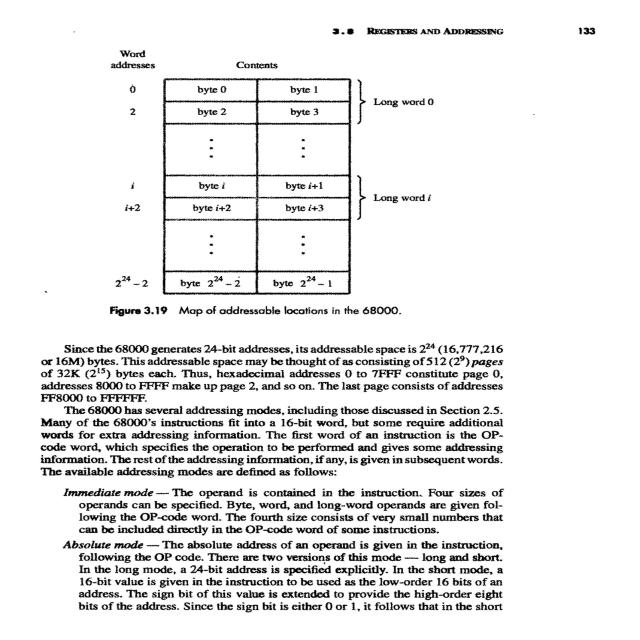 3.8 REGISTERS AND ADDRESSING 133
Word
addresses Contents
0 byte 0 byte 1
Long word 0
2 byte 2 byte 3
i byte i byte i+1
Long word i
i+2 byte i+2 byte i+3
2²⁴ – 2 byte 2²⁴ – 2 byte 2²⁴ – 1
Figure 3.19 Map of addressable locations in the 68000.
Since the 68000 generates 24-bit addresses, its addressable space is 2²⁴ (16,777,216
or 16M) bytes. This addressable space may be thought of as consisting of 512 (2⁹) pages
of 32K (2¹⁵) bytes each. Thus, hexadecimal addresses 0 to 7FFF constitute page 0,
addresses 8000 to FFFF make up page 2, and so on. The last page consists of addresses
FF8000 to FFFFFF.
The 68000 has several addressing modes, including those discussed in Section 2.5.
Many of the 68000's instructions fit into a 16-bit word, but some require additional
words for extra addressing information. The first word of an instruction is the OP-
code word, which specifies the operation to be performed and gives some addressing
information. The rest of the addressing information, if any, is given in subsequent words.
The available addressing modes are defined as follows:
Immediate mode — The operand is contained in the instruction. Four sizes of
operands can be specified. Byte, word, and long-word operands are given fol-
lowing the OP-code word. The fourth size consists of very small numbers that
can be included directly in the OP-code word of some instructions.
Absolute mode — The absolute address of an operand is given in the instruction,
following the OP code. There are two versions of this mode — long and short.
In the long mode, a 24-bit address is specified explicitly. In the short mode, a
16-bit value is given in the instruction to be used as the low-order 16 bits of an
address. The sign bit of this value is extended to provide the high-order eight
bits of the address. Since the sign bit is either 0 or 1, it follows that in the short